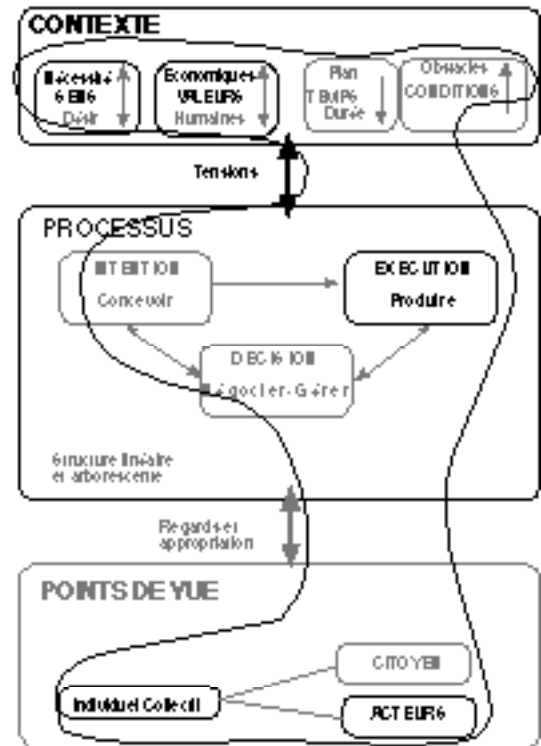 CONTEXTE
Nécessité
SENS
Désir
Economiques
VALEURS
Humaines
Plan
TEMPS
Durée
Obstacles
CONDITIONS
Tensions
PROCESSUS
INTENTION
Concevoir
EXECUTION
Produire
DECISION
Négocier-Gérer
Structure linéaire
et arborescente
Regards et
appropriation
POINTS DE VUE
CITOYEN
Individuel Collectif
ACTEURS